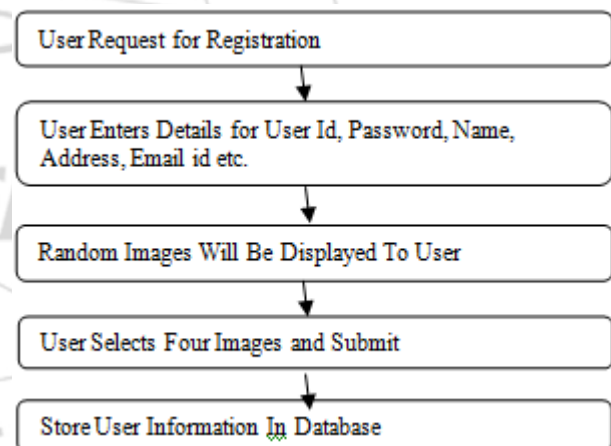 User Request for Registration
User Enters Details for User Id, Password, Name,
Address, Email id etc.
Random Images Will Be Displayed To User
User Selects Four Images and Submit
Store User Information In Database